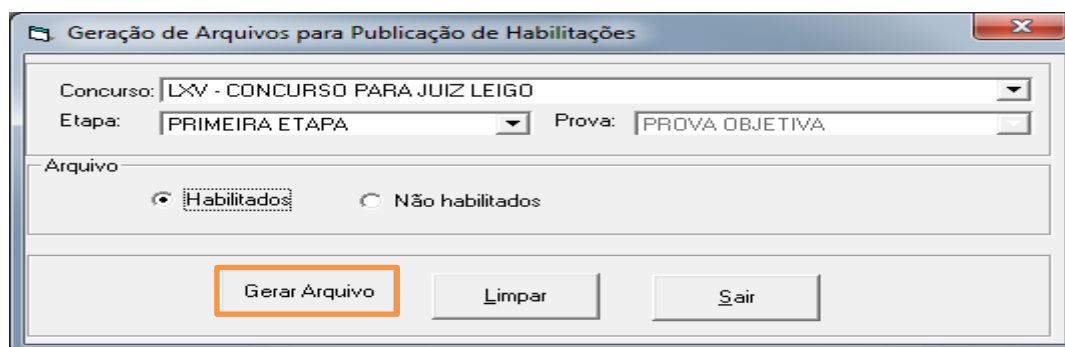 Geração de Arquivos para Publicação de Habilitações
Concurso: LXV - CONCURSO PARA JUIZ LEIGO
Etapa: PRIMEIRA ETAPA Prova: PROVA OBJETIVA
Arquivo
Habilitados Não habilitados
Gerar Arquivo Limpar Sair